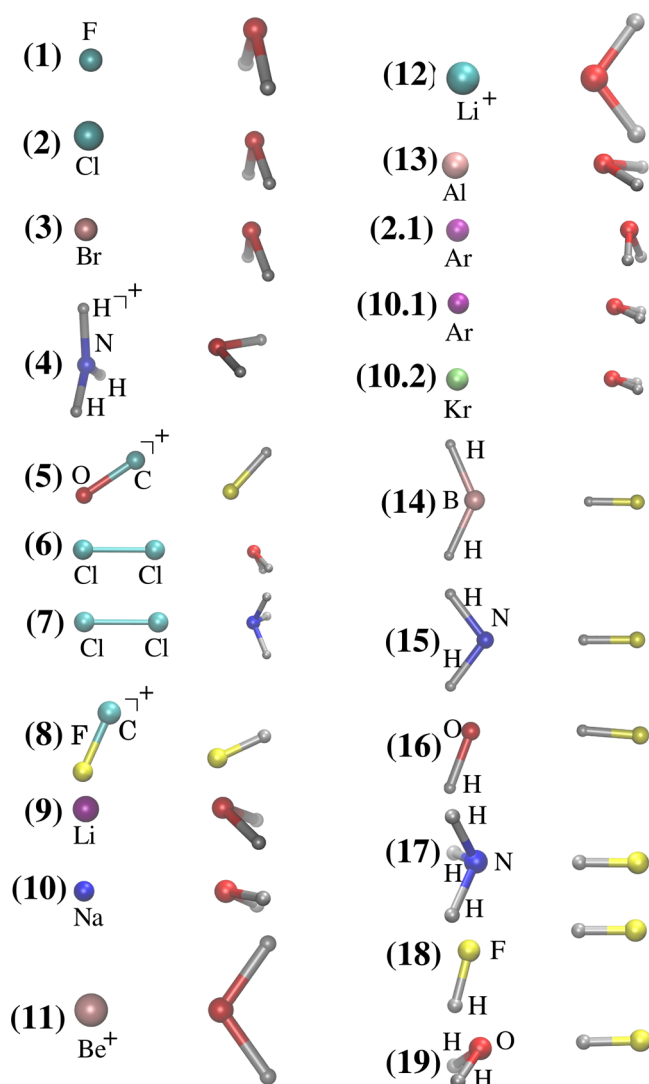 (1) F
(2) Cl
(3) Br
(4) H ⏋+ N H H
(5) O C ⏋+
(6) Cl Cl
(7) Cl Cl
(8) F C ⏋+
(9) Li
(10) Na
(11) Be+
(12) Li+
(13) Al
(2.1) Ar
(10.1) Ar
(10.2) Kr
(14) H B H
(15) H N H
(16) O H
(17) H N H H
(18) F H
(19) H O H